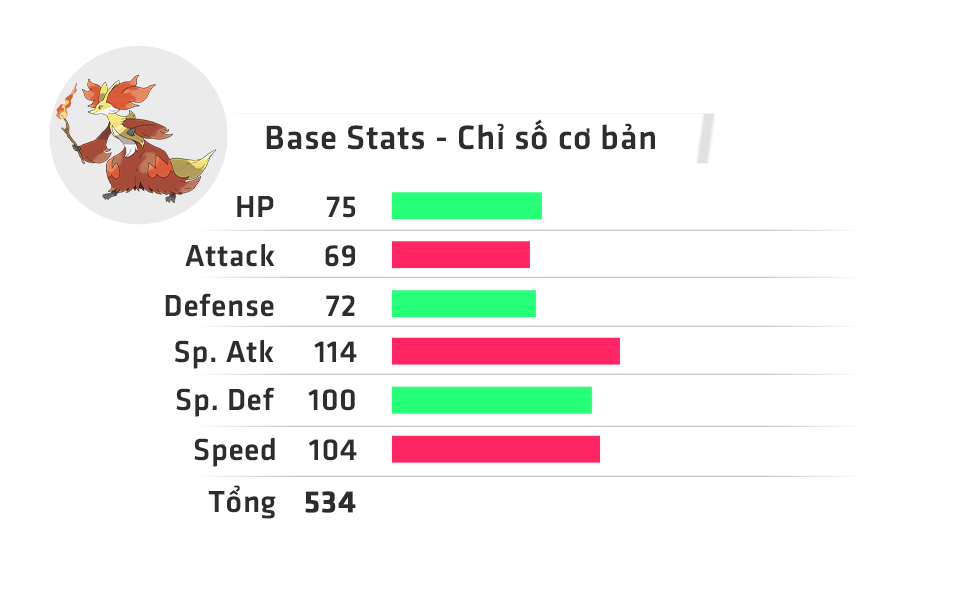 Base Stats - Chỉ số cơ bản
HP 75
Attack 69
Defense 72
Sp. Atk 114
Sp. Def 100
Speed 104
Tổng 534